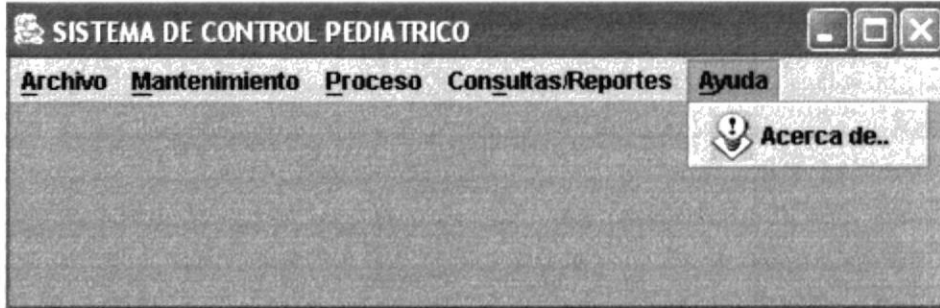 SISTEMA DE CONTROL PEDIATRICO
Archivo Mantenimiento Proceso Consultas/Reportes Ayuda
Acerca de..